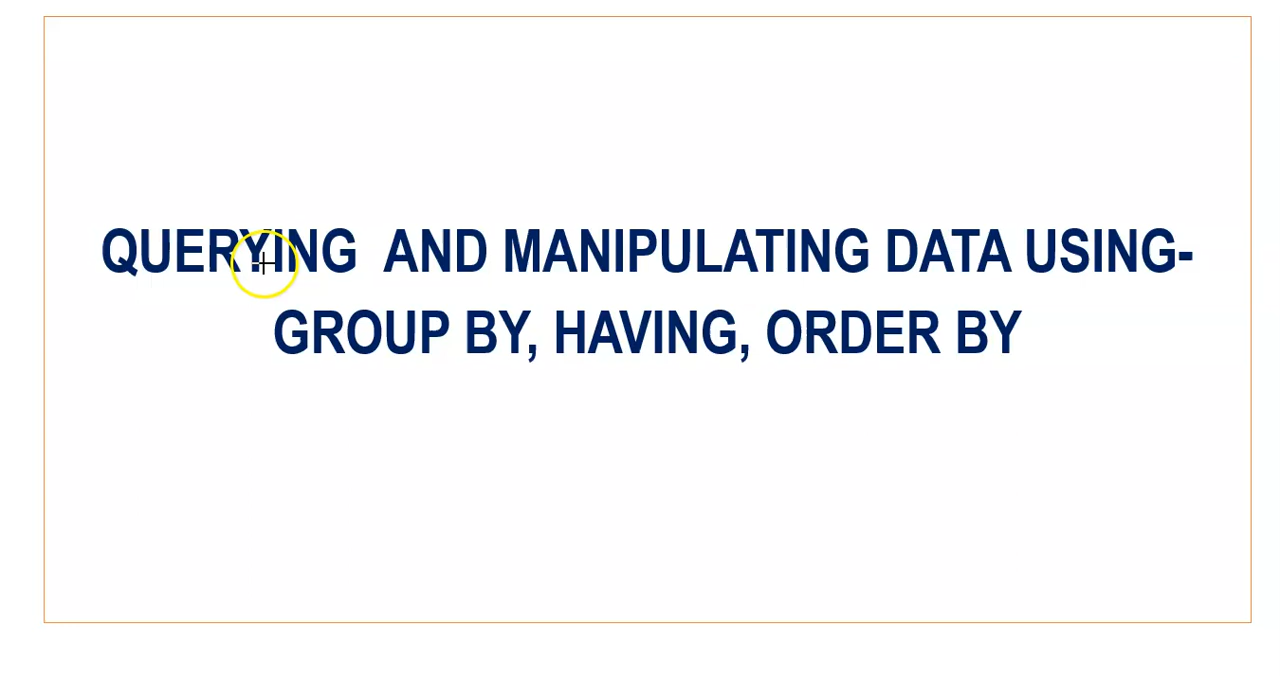 QUERYING AND MANIPULATING DATA USING-
GROUP BY, HAVING, ORDER BY